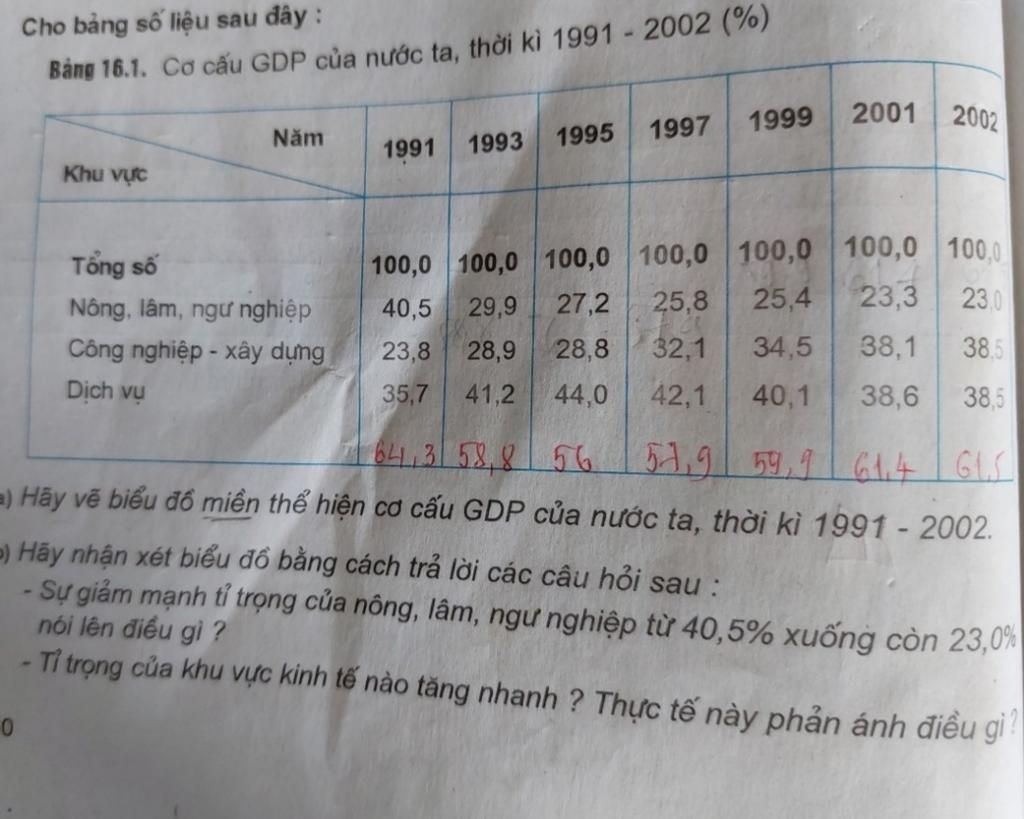 Cho bảng số liệu sau đây :
Bảng 16.1. Cơ cấu GDP của nước ta, thời kì 1991 - 2002 (%)
Năm 1991 1993 1995 1997 1999 2001 2002
Khu vực
Tổng số 100,0 100,0 100,0 100,0 100,0 100,0 100,0
Nông, lâm, ngư nghiệp 40,5 29,9 27,2 25,8 25,4 23,3 23,0
Công nghiệp - xây dựng 23,8 28,9 28,8 32,1 34,5 38,1 38,5
Dịch vụ 35,7 41,2 44,0 42,1 40,1 38,6 38,5
64,3 58,8 56 57,9 59,9 61,4 61,5
a) Hãy vẽ biểu đồ miền thể hiện cơ cấu GDP của nước ta, thời kì 1991 - 2002.
b) Hãy nhận xét biểu đồ bằng cách trả lời các câu hỏi sau :
- Sự giảm mạnh tỉ trọng của nông, lâm, ngư nghiệp từ 40,5% xuống còn 23,0%
nói lên điều gì ?
- Tỉ trọng của khu vực kinh tế nào tăng nhanh ? Thực tế này phản ánh điều gì ?
0